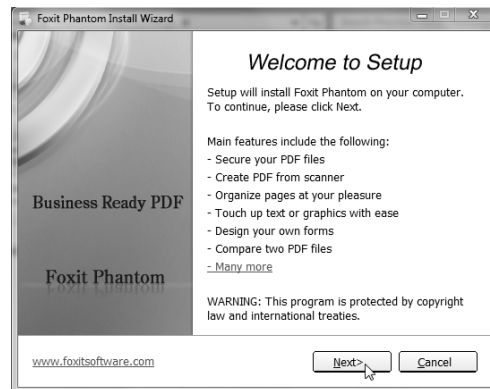 Foxit Phantom Install Wizard
Welcome to Setup
Setup will install Foxit Phantom on your computer.
To continue, please click Next.
Main features include the following:
- Secure your PDF files
- Create PDF from scanner
- Organize pages at your pleasure
- Touch up text or graphics with ease
- Design your own forms
- Compare two PDF files
- Many more
WARNING: This program is protected by copyright
law and international treaties.
Business Ready PDF
Foxit Phantom
www.foxitsoftware.com
Next>
Cancel